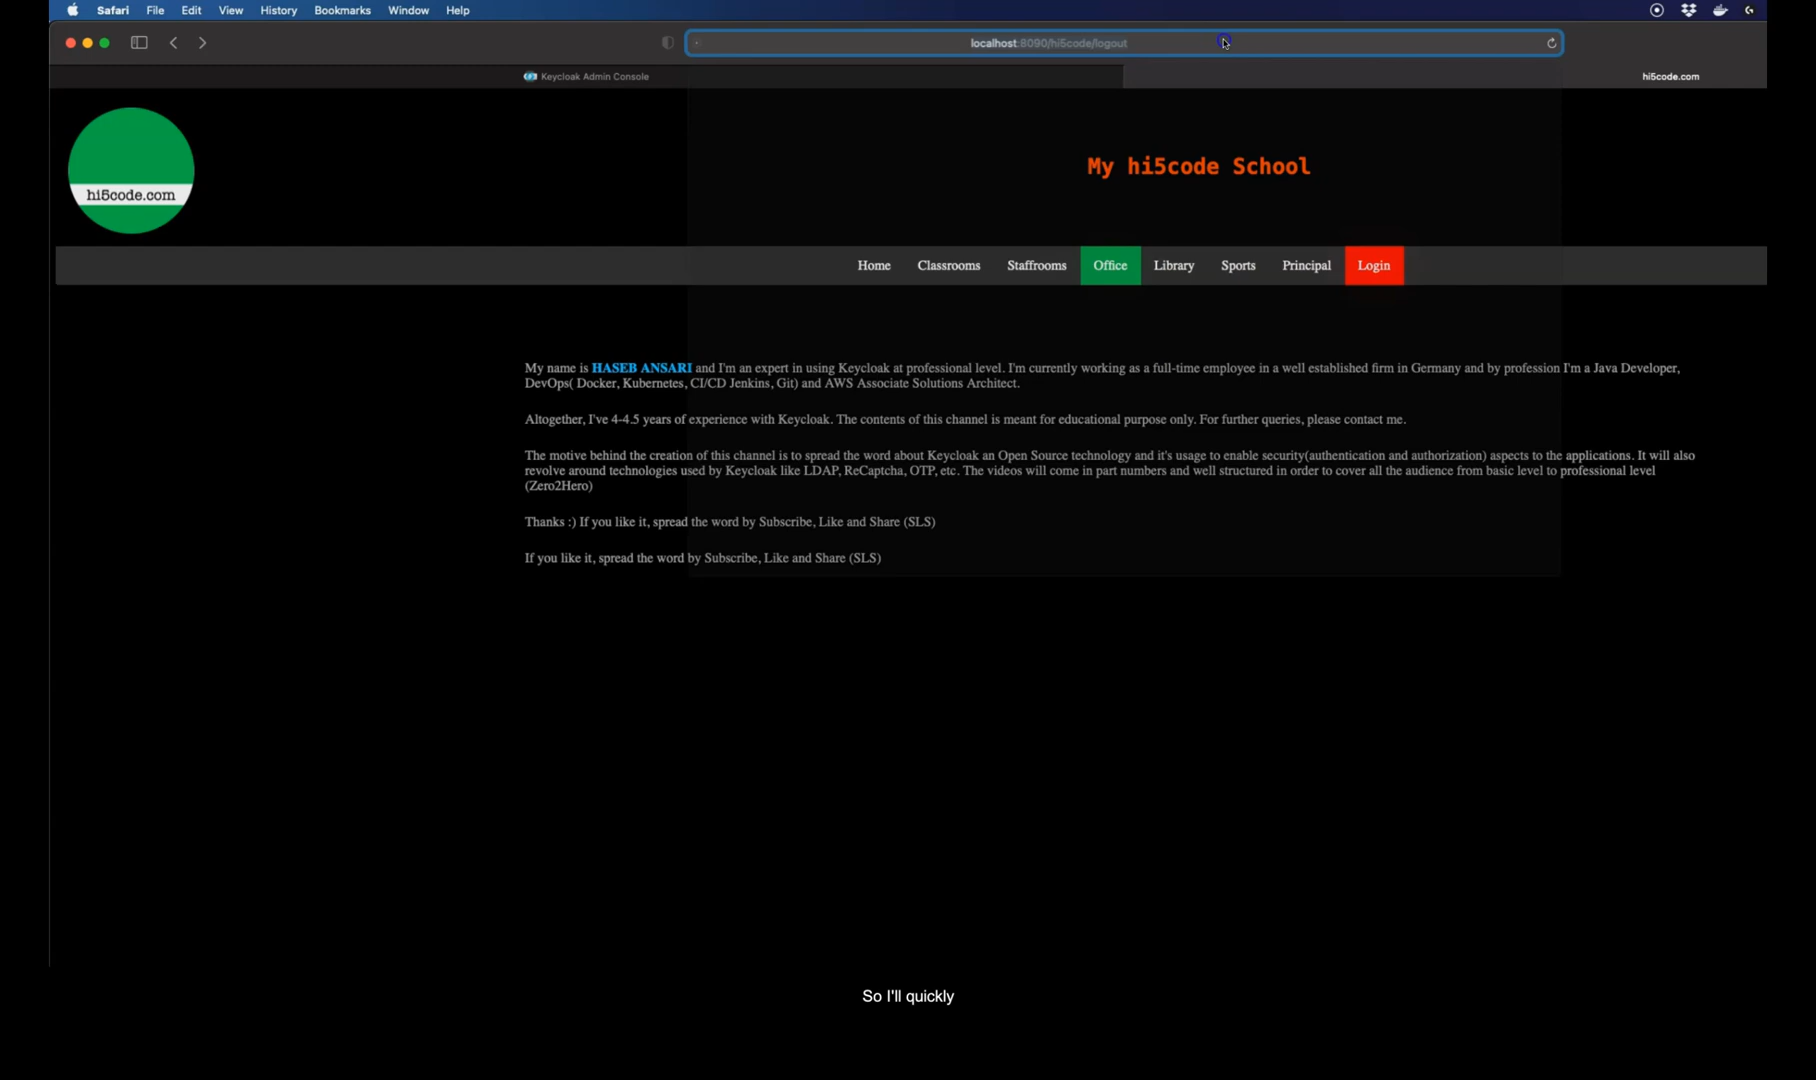 Safari File Edit View History Bookmarks Window Help
localhost:8090/hi5code/logout
Keycloak Admin Console
hi5code.com
hi5code.com
My hi5code School
Home Classrooms Staffrooms Office Library Sports Principal Login
My name is HASEB ANSARI and I'm an expert in using Keycloak at professional level. I'm currently working as a full-time employee in a well established firm in Germany and by profession I'm a Java Developer,
DevOps( Docker, Kubernetes, CI/CD Jenkins, Git) and AWS Associate Solutions Architect.
Altogether, I've 4-4.5 years of experience with Keycloak. The contents of this channel is meant for educational purpose only. For further queries, please contact me.
The motive behind the creation of this channel is to spread the word about Keycloak an Open Source technology and it's usage to enable security(authentication and authorization) aspects to the applications. It will also
revolve around technologies used by Keycloak like LDAP, ReCaptcha, OTP, etc. The videos will come in part numbers and well structured in order to cover all the audience from basic level to professional level
(Zero2Hero)
Thanks :) If you like it, spread the word by Subscribe, Like and Share (SLS)
If you like it, spread the word by Subscribe, Like and Share (SLS)
So I'll quickly